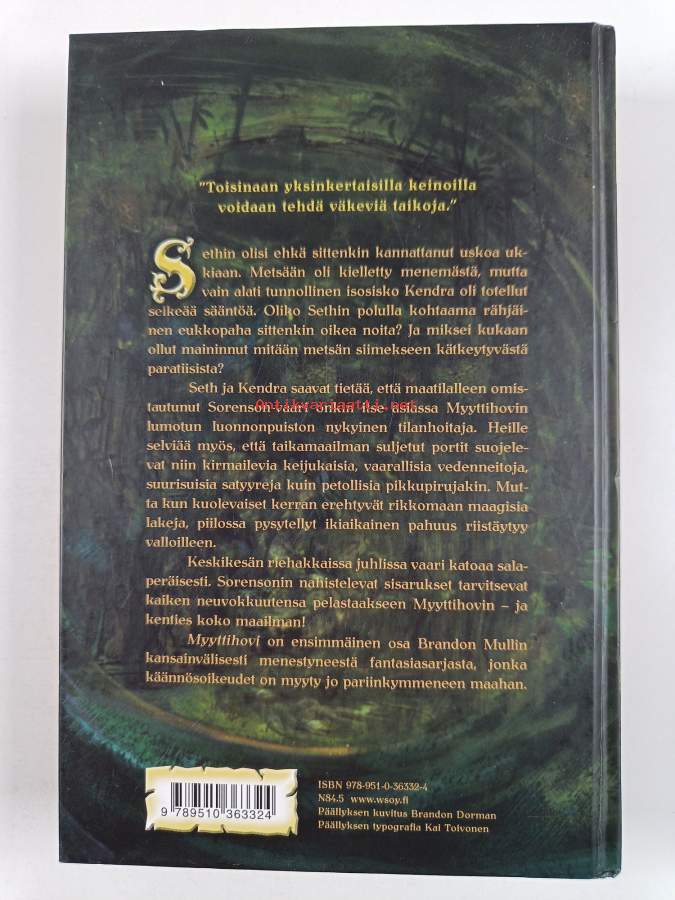 "Toisinaan yksinkertaisilla keinoilla
voidaan tehdä väkeviä taikoja."
Sethin olisi ehkä sittenkin kannattanut uskoa uk-
kiaan. Metsään oli kielletty menemästä, mutta
vain alati tunnollinen isosisko Kendra oli totellut
selkeää sääntöä. Oliko Sethin polulla kohtaama rähjäi-
nen eukkopaha sittenkin oikea noita? Ja miksei kukaan
ollut maininnut mitään metsän siimekseen kätkeytyvästä
paratiisista?
Seth ja Kendra saavat tietää, että maatilalleen omis-
tautunut Sorenson-vaari onkin itse asiassa Myyttihovin
Antikvariaatti.net
lumotun luonnonpuiston nykyinen tilanhoitaja. Heille
selviää myös, että taikamaailman suljetut portit suojele-
vat niin kirmailevia keijukaisia, vaarallisia vedenneitoja,
suurisuisia satyyreja kuin petollisia pikkupirujakin. Mut-
ta kun kuolevaiset kerran erehtyvät rikkomaan maagisia
lakeja, piilossa pysytellyt ikiaikainen pahuus riistäytyy
valloilleen.
Keskikesän riehakkaissa juhlissa vaari katoaa sala-
peräisesti. Sorensonin nahistelevat sisarukset tarvitsevat
kaiken neuvokkuutensa pelastaakseen Myyttihovin – ja
kenties koko maailman!
Myyttihovi on ensimmäinen osa Brandon Mullin
kansainvälisesti menestyneestä fantasiasarjasta, jonka
käännösoikeudet on myyty jo pariinkymmeneen maahan.
ISBN 978-951-0-36332-4
N84.5 www.wsoy.fi
Päällyksen kuvitus Brandon Dorman
Päällyksen typografia Kai Toivonen
9 789510 363324